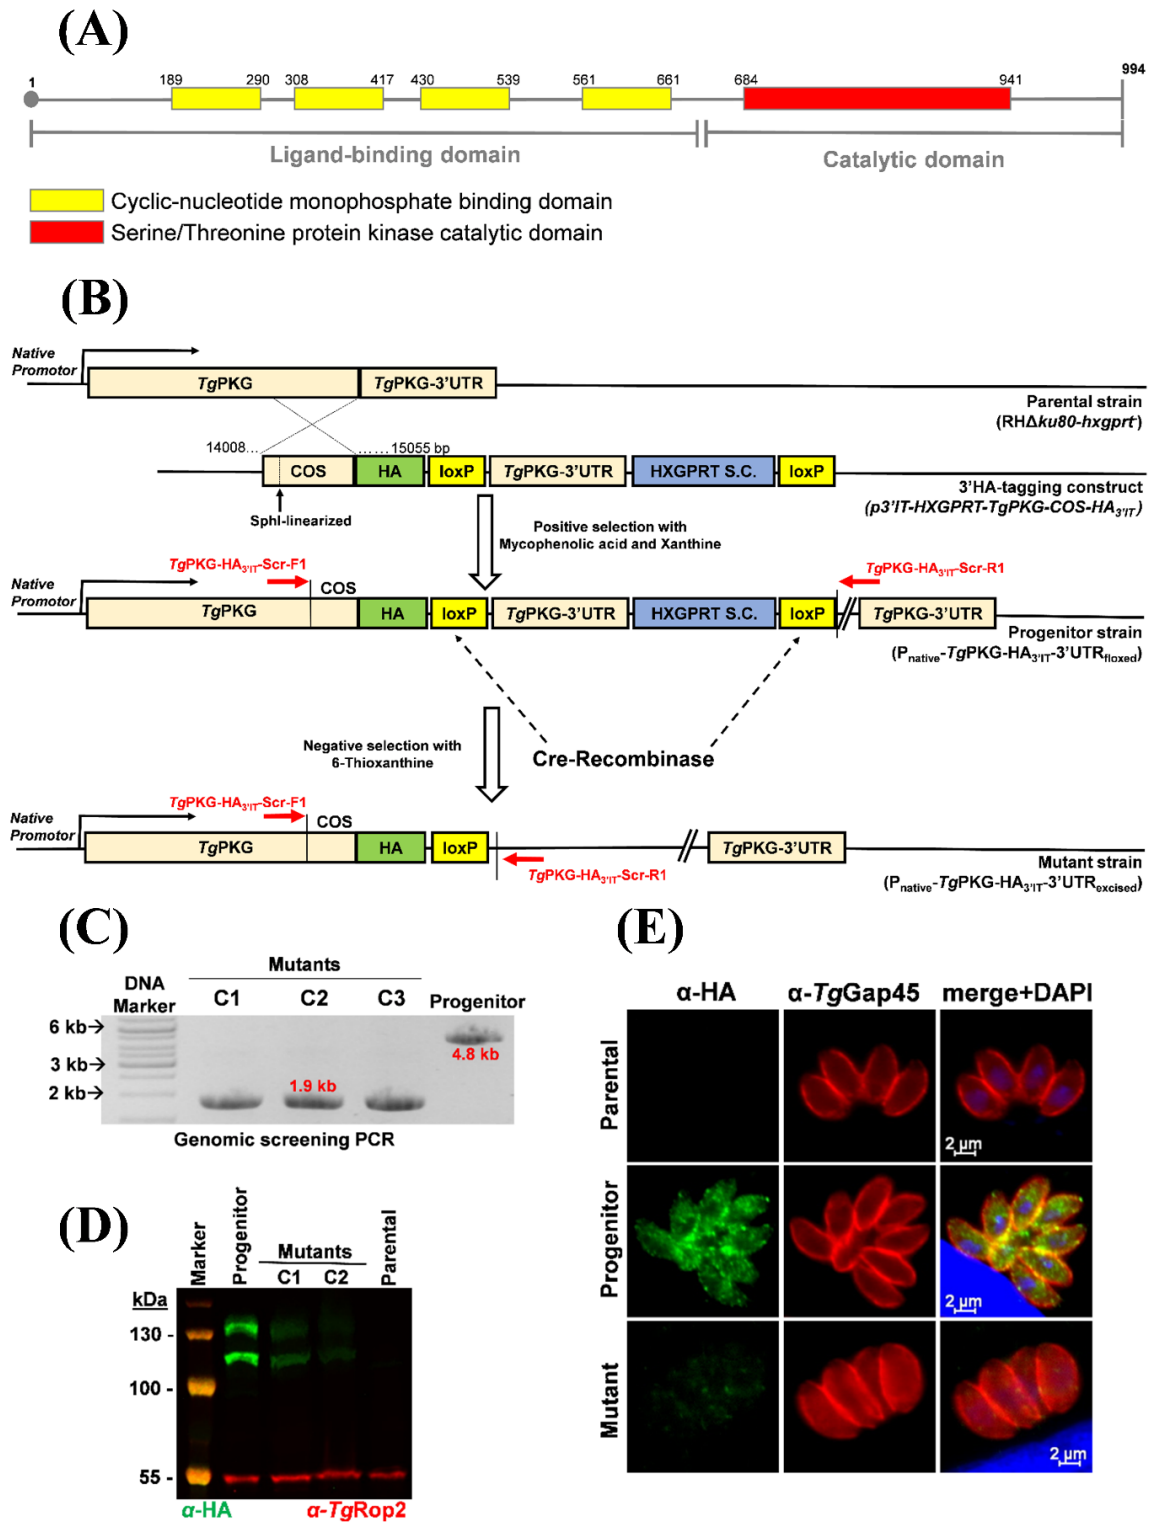 (A)
1
189
290
308
417
430
539
561
661
684
941
994
Ligand-binding domain
Catalytic domain
Cyclic-nucleotide monophosphate binding domain
Serine/Threonine protein kinase catalytic domain
(B)
Native
Promotor
TgPKG
TgPKG-3'UTR
Parental strain
(RHΔku80-hxgprt-)
14008...
......15055 bp
COS
HA
loxP
TgPKG-3'UTR
HXGPRT S.C.
loxP
3'HA-tagging construct
(p3'IT-HXGPRT-TgPKG-COS-HA3'IT)
SphI-linearized
Positive selection with
Mycophenolic acid and Xanthine
TgPKG-HA3'IT-Scr-F1
TgPKG-HA3'IT-Scr-R1
Native
Promotor
COS
TgPKG
HA
loxP
TgPKG-3'UTR
HXGPRT S.C.
loxP
TgPKG-3'UTR
Progenitor strain
(Pnative-TgPKG-HA3'IT-3'UTRfloxed)
Negative selection with
6-Thioxanthine
Cre-Recombinase
TgPKG-HA3'IT-Scr-F1
Native
Promotor
COS
TgPKG
HA
loxP
TgPKG-3'UTR
TgPKG-HA3'IT-Scr-R1
Mutant strain
(Pnative-TgPKG-HA3'IT-3'UTRexcised)
(C)
Mutants
DNA
Marker
C1
C2
C3
Progenitor
6 kb→
3 kb→
2 kb→
1.9 kb
4.8 kb
Genomic screening PCR
(D)
Marker
Progenitor
Mutants
C1
C2
Parental
kDa
130 -
100 -
55 -
α-HA
α-TgRop2
(E)
α-HA
α-TgGap45
merge+DAPI
Parental
2 µm
Progenitor
2 µm
Mutant
2 µm